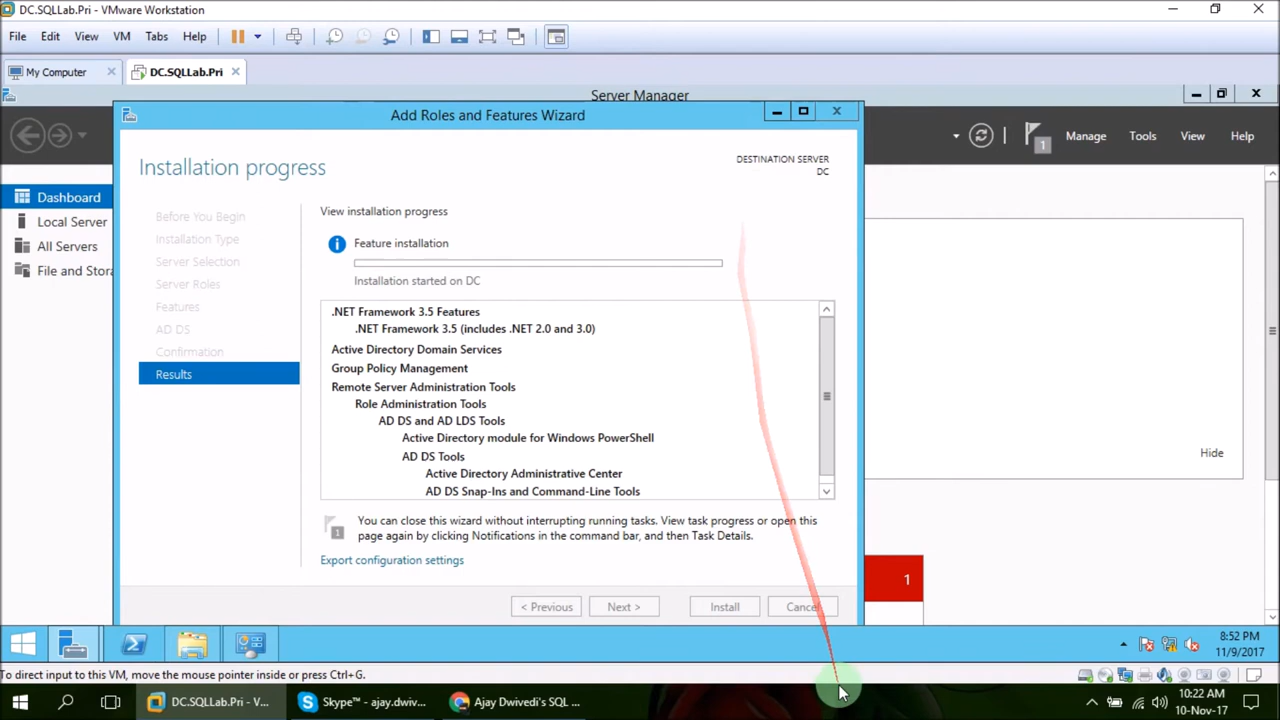 DC.SQLLab.Pri - VMware Workstation
File Edit View VM Tabs Help
My Computer DC.SQLLab.Pri
Server Manager
Add Roles and Features Wizard
1 Manage Tools View Help
Installation progress
DESTINATION SERVER
DC
Dashboard
Local Server
All Servers
File and Stora
Before You Begin
Installation Type
Server Selection
Server Roles
Features
AD DS
Confirmation
Results
View installation progress
Feature installation
Installation started on DC
.NET Framework 3.5 Features
.NET Framework 3.5 (includes .NET 2.0 and 3.0)
Active Directory Domain Services
Group Policy Management
Remote Server Administration Tools
Role Administration Tools
AD DS and AD LDS Tools
Active Directory module for Windows PowerShell
AD DS Tools
Active Directory Administrative Center
AD DS Snap-Ins and Command-Line Tools
Hide
1
You can close this wizard without interrupting running tasks. View task progress or open this
page again by clicking Notifications in the command bar, and then Task Details.
Export configuration settings
1
< Previous Next > Install Cancel
8:52 PM
11/9/2017
To direct input to this VM, move the mouse pointer inside or press Ctrl+G.
DC.SQLLab.Pri - V... Skype™ - ajay.dwiv... Ajay Dwivedi's SQL ...
10:22 AM
10-Nov-17